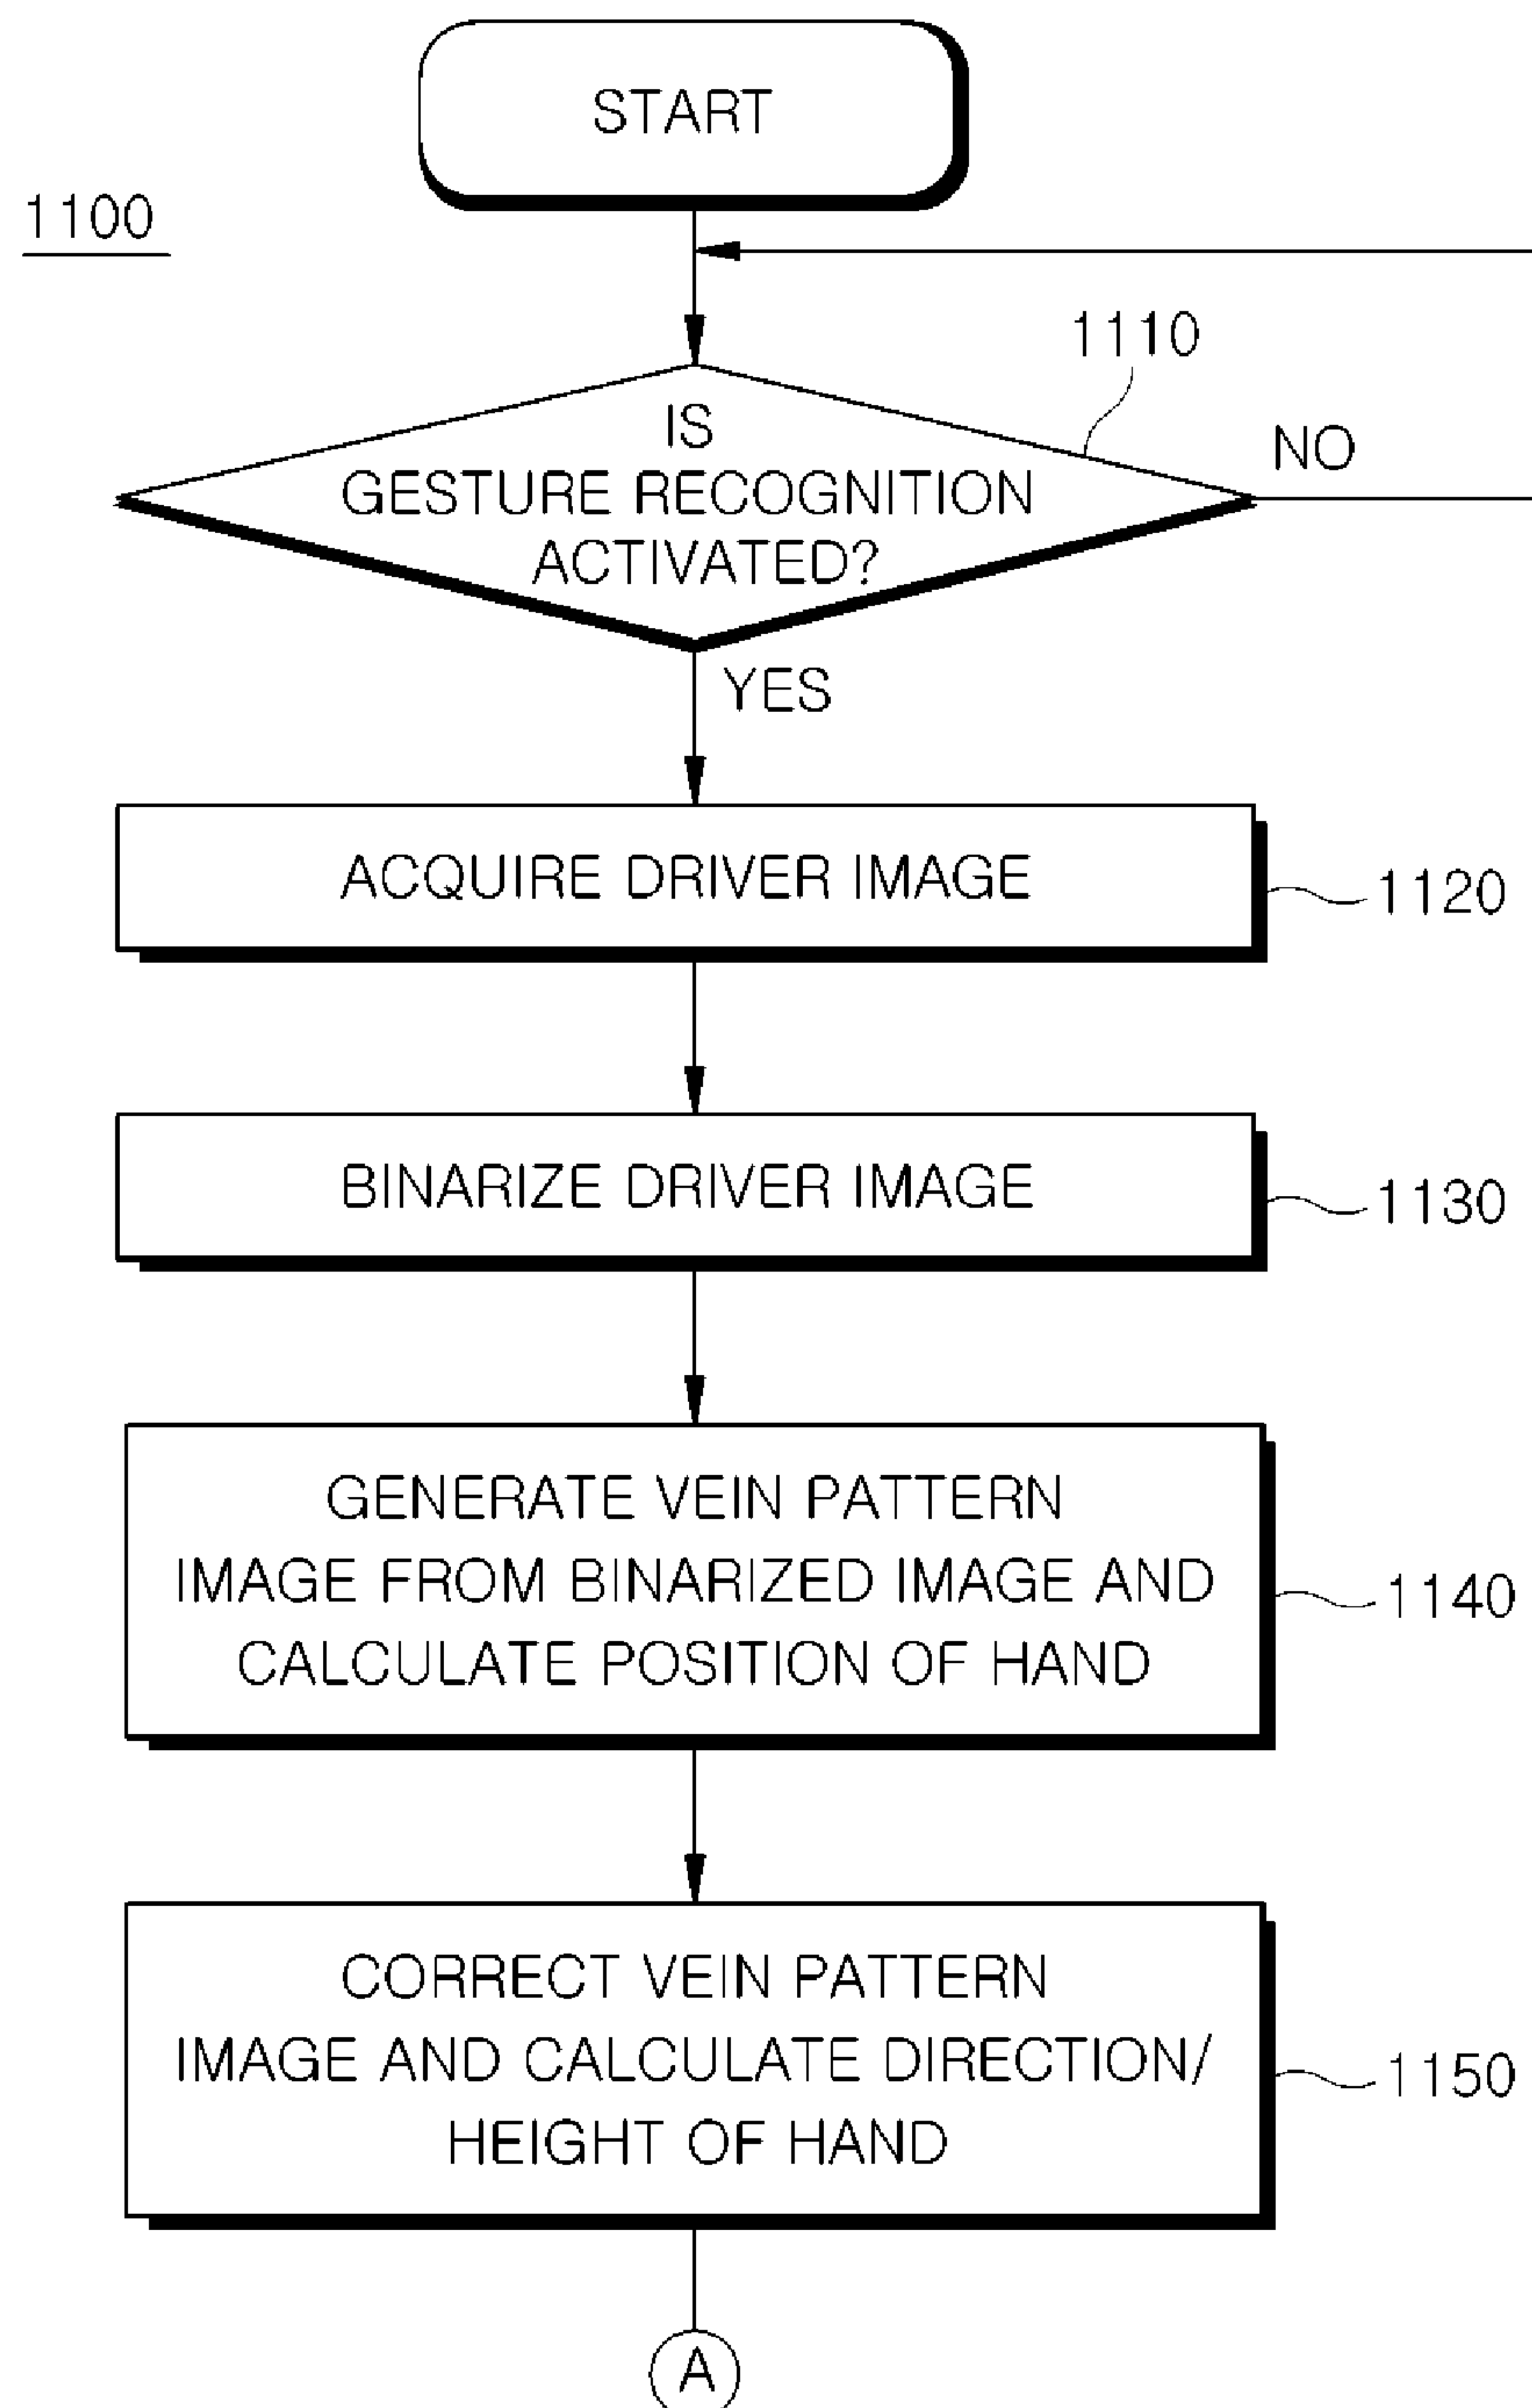 START
1100
1110
IS
GESTURE RECOGNITION
ACTIVATED?
NO
YES
ACQUIRE DRIVER IMAGE
1120
BINARIZE DRIVER IMAGE
1130
GENERATE VEIN PATTERN
IMAGE FROM BINARIZED IMAGE AND
CALCULATE POSITION OF HAND
1140
CORRECT VEIN PATTERN
IMAGE AND CALCULATE DIRECTION/
HEIGHT OF HAND
1150
A